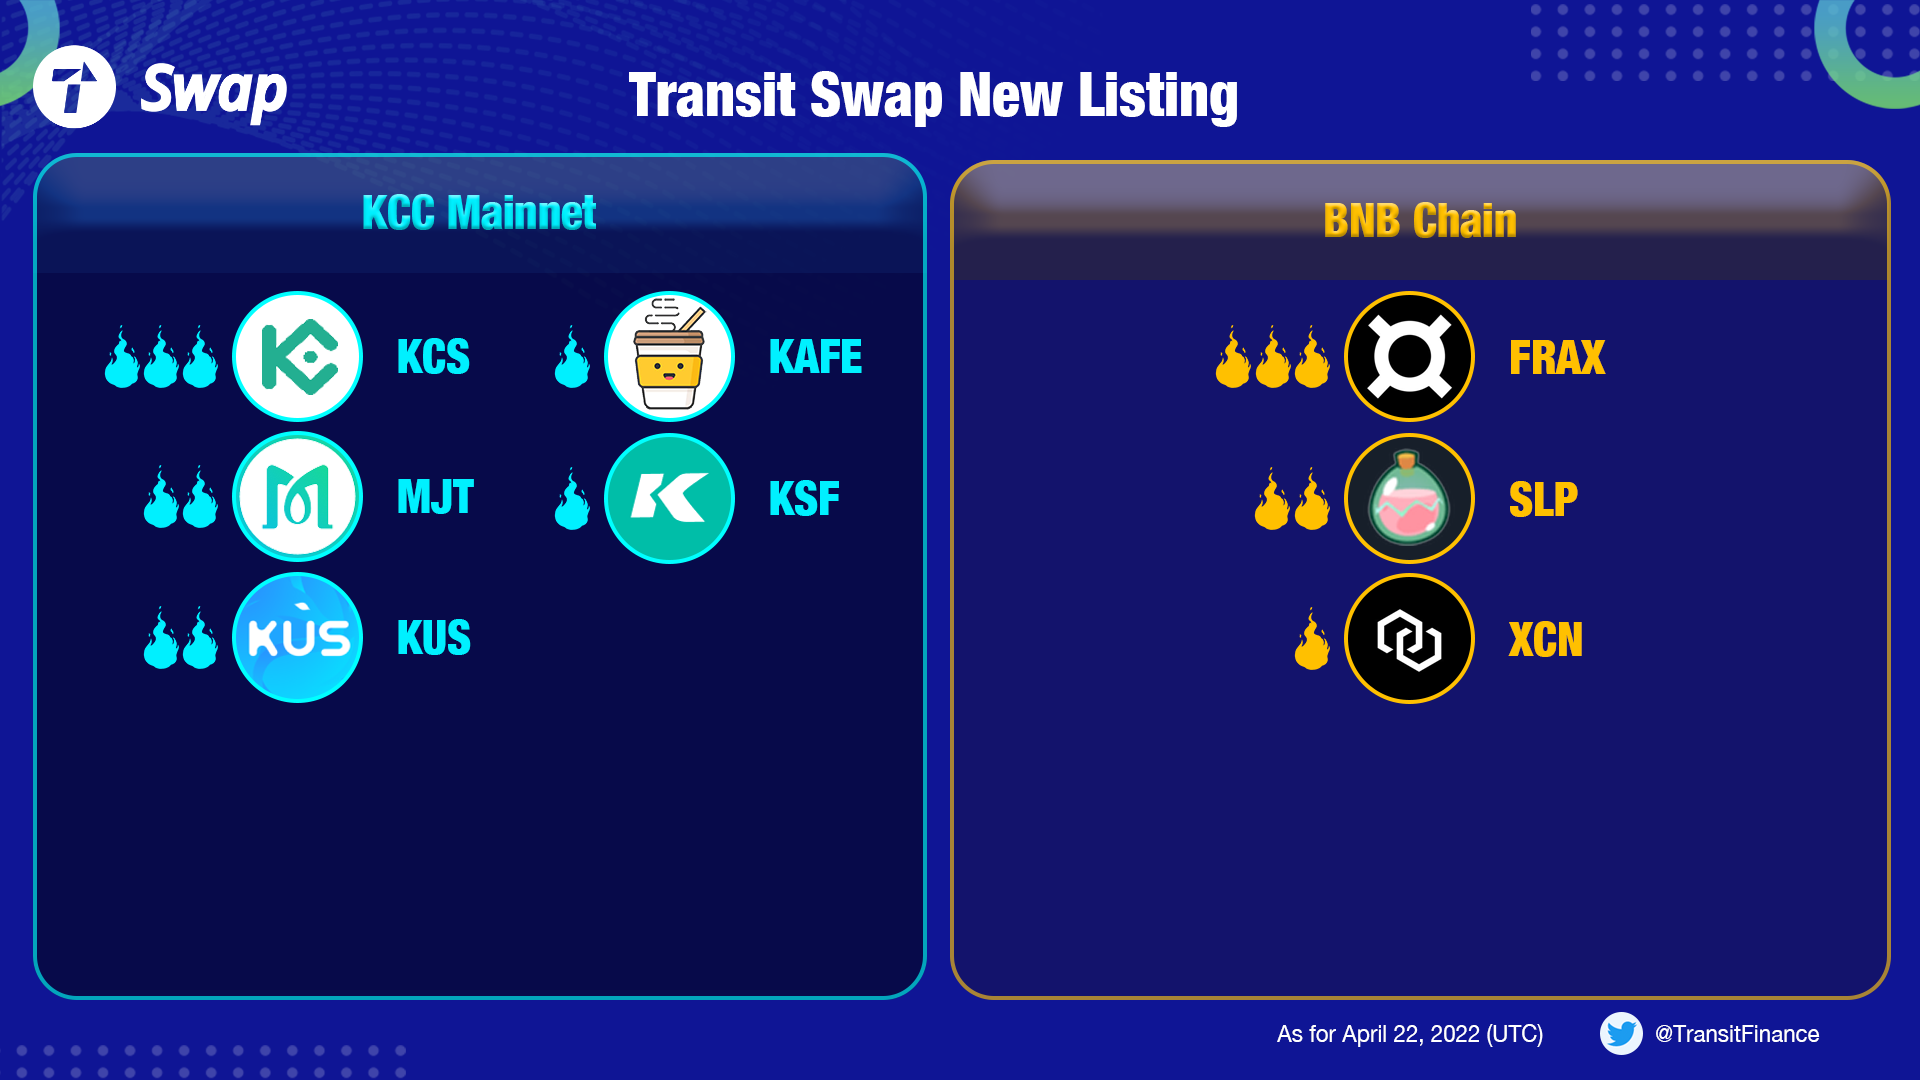 Swap
Transit Swap New Listing
KCC Mainnet
KCS
KAFE
MJT
KSF
KUS
KUS
BNB Chain
FRAX
SLP
XCN
As for April 22, 2022 (UTC)
@TransitFinance